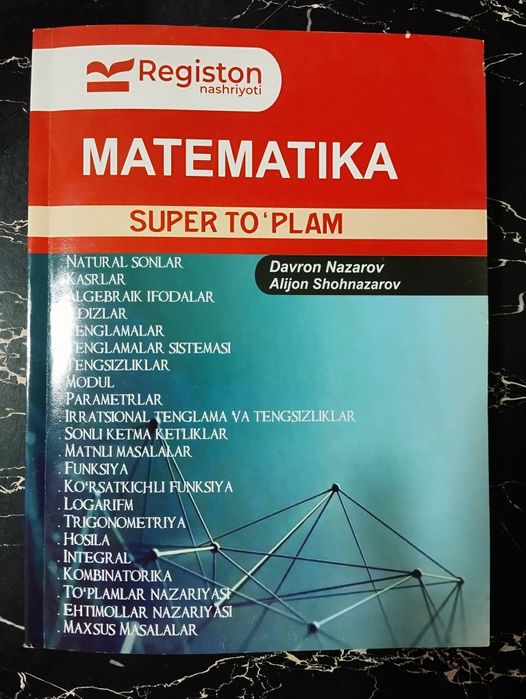 Registon
nashriyoti
MATEMATIKA
SUPER TO‘PLAM
Davron Nazarov
Alijon Shohnazarov
. NATURAL SONLAR
. KASRLAR
. ALGEBRAIK IFODALAR
. ILDIZLAR
. TENGLAMALAR
. TENGLAMALAR SISTEMASI
. TENGSIZLIKLAR
. MODUL
. PARAMETRLAR
. IRRATSIONAL TENGLAMA VA TENGSIZLIKLAR
. SONLI KETMA KETLIKLAR
. MATNLI MASALALAR
. FUNKSIYA
. KO‘RSATKICHLI FUNKSIYA
. LOGARIFM
. TRIGONOMETRIYA
. HOSILA
. INTEGRAL
. KOMBINATORIKA
. TO‘PLAMLAR NAZARIYASI
. EHTIMOLLAR NAZARIYASI
. MAXSUS MASALALAR